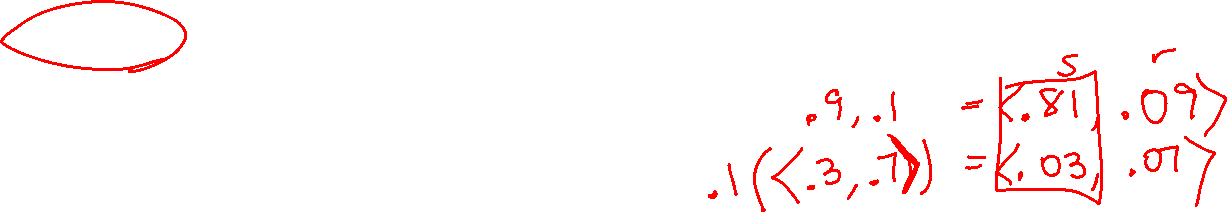 s r
.9, .1 = <.81, .09>
.1(<.3, .7>) = <.03, .07>